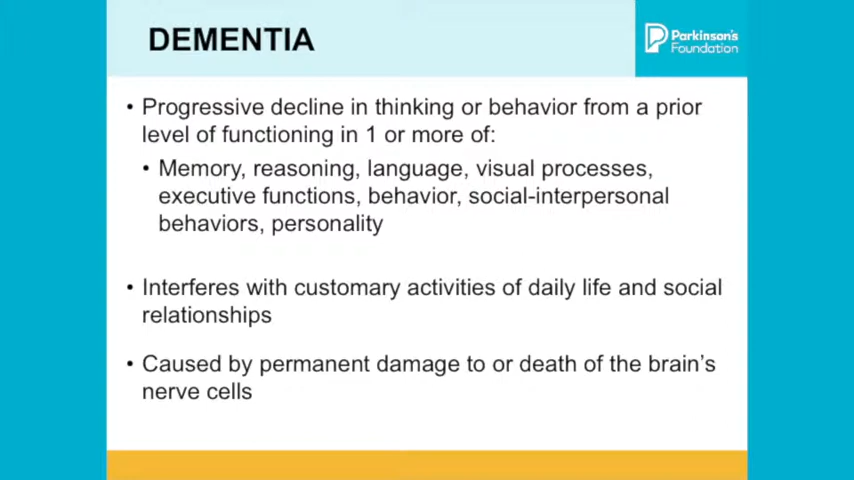 DEMENTIA
Parkinson's
Foundation
• Progressive decline in thinking or behavior from a prior
level of functioning in 1 or more of:
• Memory, reasoning, language, visual processes,
executive functions, behavior, social-interpersonal
behaviors, personality
• Interferes with customary activities of daily life and social
relationships
• Caused by permanent damage to or death of the brain's
nerve cells